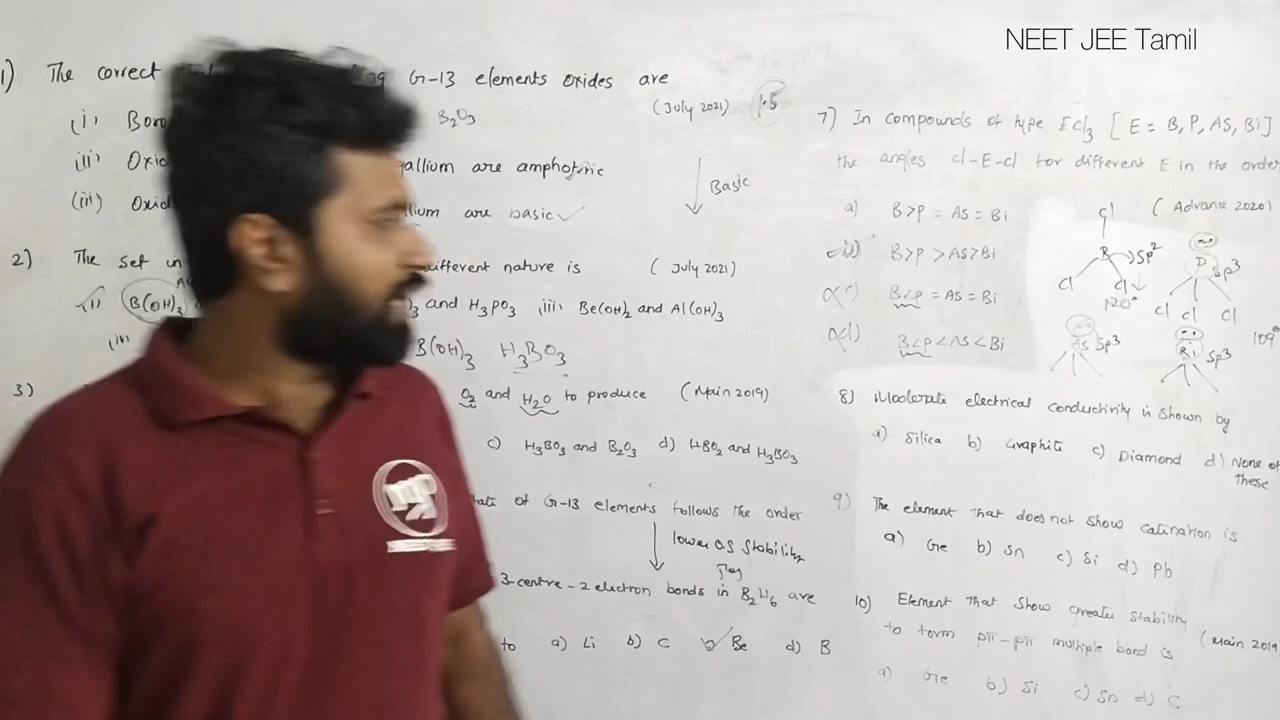 NEET JEE Tamil
1) The correct G-13 elements oxides are
(July 2021) 1.5
(i) Boro B2O3
(ii) Oxid gallium are amphoteric
(iii) Oxid llium are basic ✓
Basic
2) The set in different nature is (July 2021)
(i) B(OH)3 and H3PO3 (iii) Be(OH)2 and Al(OH)3
(iv) B(OH)3 H3BO3
3) O2 and H2O to produce (Main 2019)
c) H3BO3 and B2O3 d) HBO2 and H3BO3
tate of G-13 elements follows the order
lower O.S Stability
3-centre-2 electron bonds in B2H6 are
to a) Li b) C Be d) B
7) In compounds of type ECl3 [E = B, P, AS, Bi]
the angles cl-E-cl for different E in the order
(Advance 2020)
a) B>P = AS = Bi
B>P >AS>Bi
c) B<P = AS = Bi
d) B<P<AS<Bi
Cl
B SP2
Cl Cl
120°
P SP3
Cl Cl Cl
AS SP3
Bi SP3
109°
8) Moderate electrical conductivity is shown by
a) Silica b) Graphite c) Diamond d) None of
these
9) The element that does not show catination is
a) Ge b) Sn c) Si d) Pb
10) Element that show greater stability
to form pπ-pπ multiple bond is (Main 2019
a) Ge b) Si c) Sn d) C